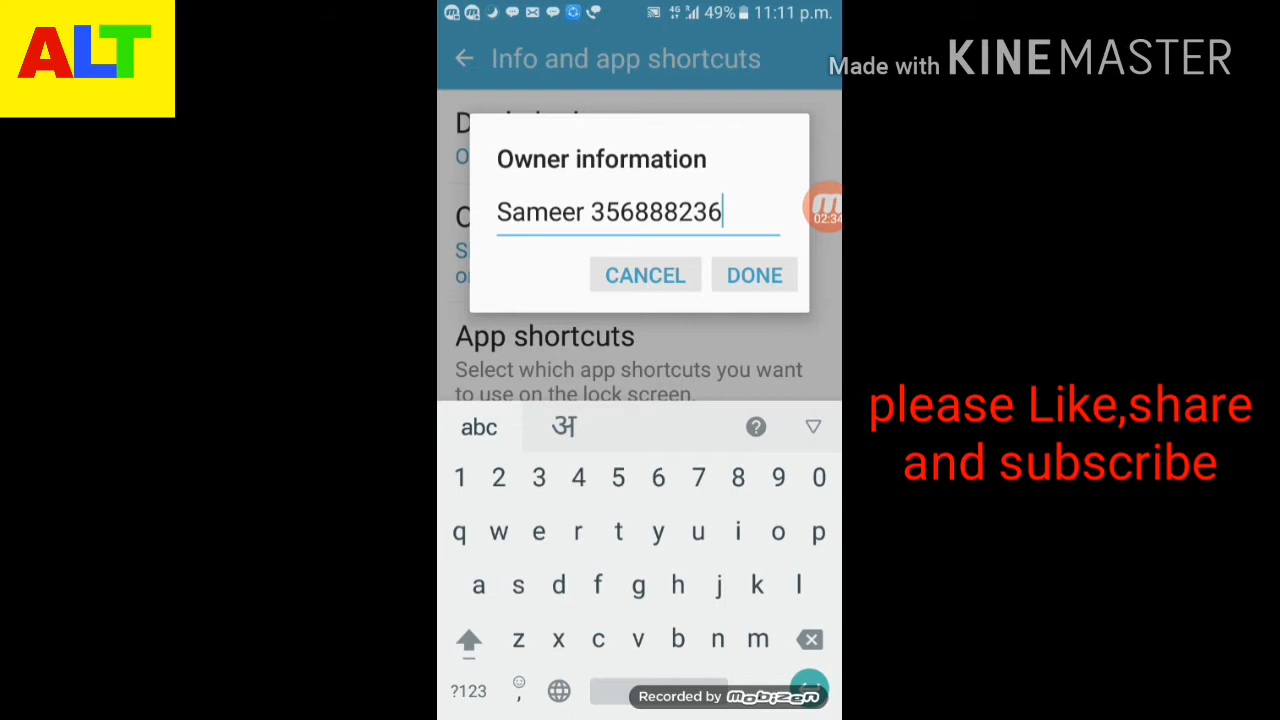 ALT
49% 11:11 p.m.
Info and app shortcuts
Made with KINEMASTER
Owner information
Sameer 356888236
02:34
CANCEL DONE
App shortcuts
Select which app shortcuts you want
to use on the lock screen.
please Like,share
and subscribe
abc अ
1 2 3 4 5 6 7 8 9 0
q w e r t y u i o p
a s d f g h j k l
z x c v b n m
?123 ,
Recorded by mobizen